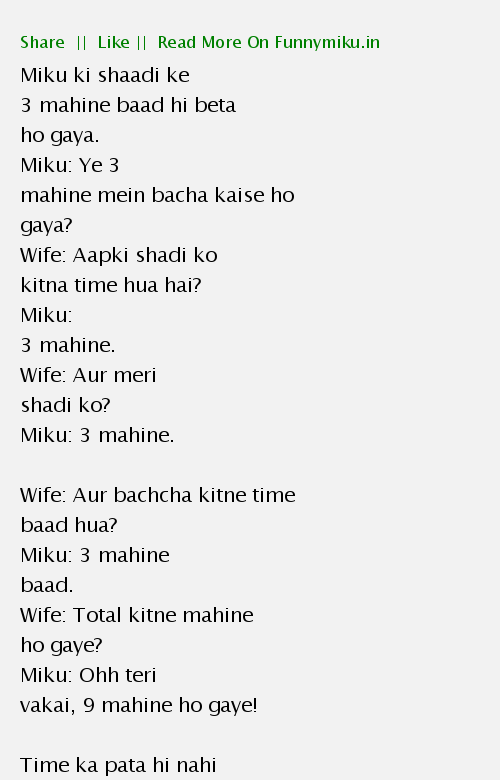 Share || Like || Read More On Funnymiku.in
Miku ki shaadi ke
3 mahine baad hi beta
ho gaya.
Miku: Ye 3
mahine mein bacha kaise ho
gaya?
Wife: Aapki shadi ko
kitna time hua hai?
Miku:
3 mahine.
Wife: Aur meri
shadi ko?
Miku: 3 mahine.
Wife: Aur bachcha kitne time
baad hua?
Miku: 3 mahine
baad.
Wife: Total kitne mahine
ho gaye?
Miku: Ohh teri
vakai, 9 mahine ho gaye!
Time ka pata hi nahi